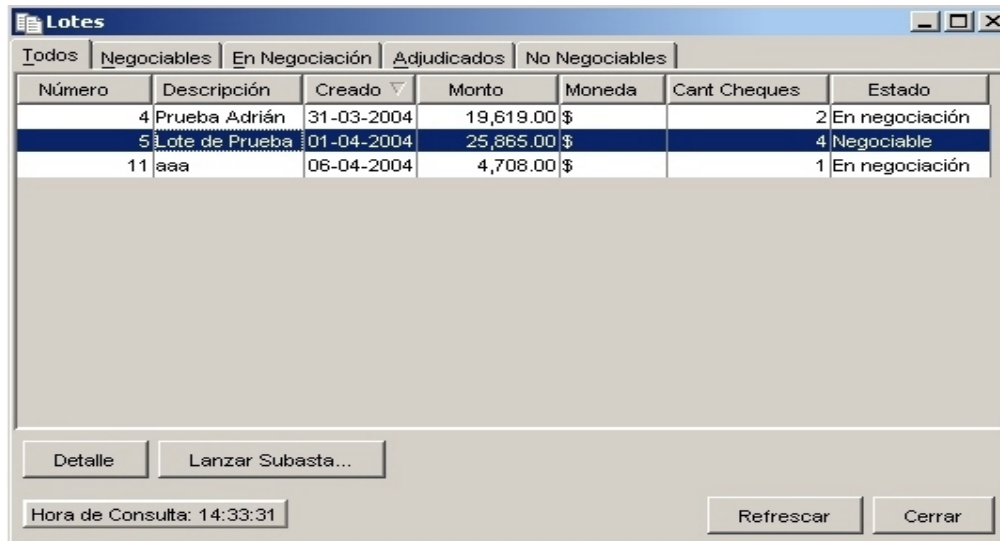 Lotes
Todos Negociables En Negociación Adjudicados No Negociables
Número Descripción Creado Monto Moneda Cant Cheques Estado
4 Prueba Adrián 31-03-2004 19,619.00 $ 2 En negociación
5 Lote de Prueba 01-04-2004 25,865.00 $ 4 Negociable
11 aaa 06-04-2004 4,708.00 $ 1 En negociación
Detalle Lanzar Subasta...
Hora de Consulta: 14:33:31 Refrescar Cerrar